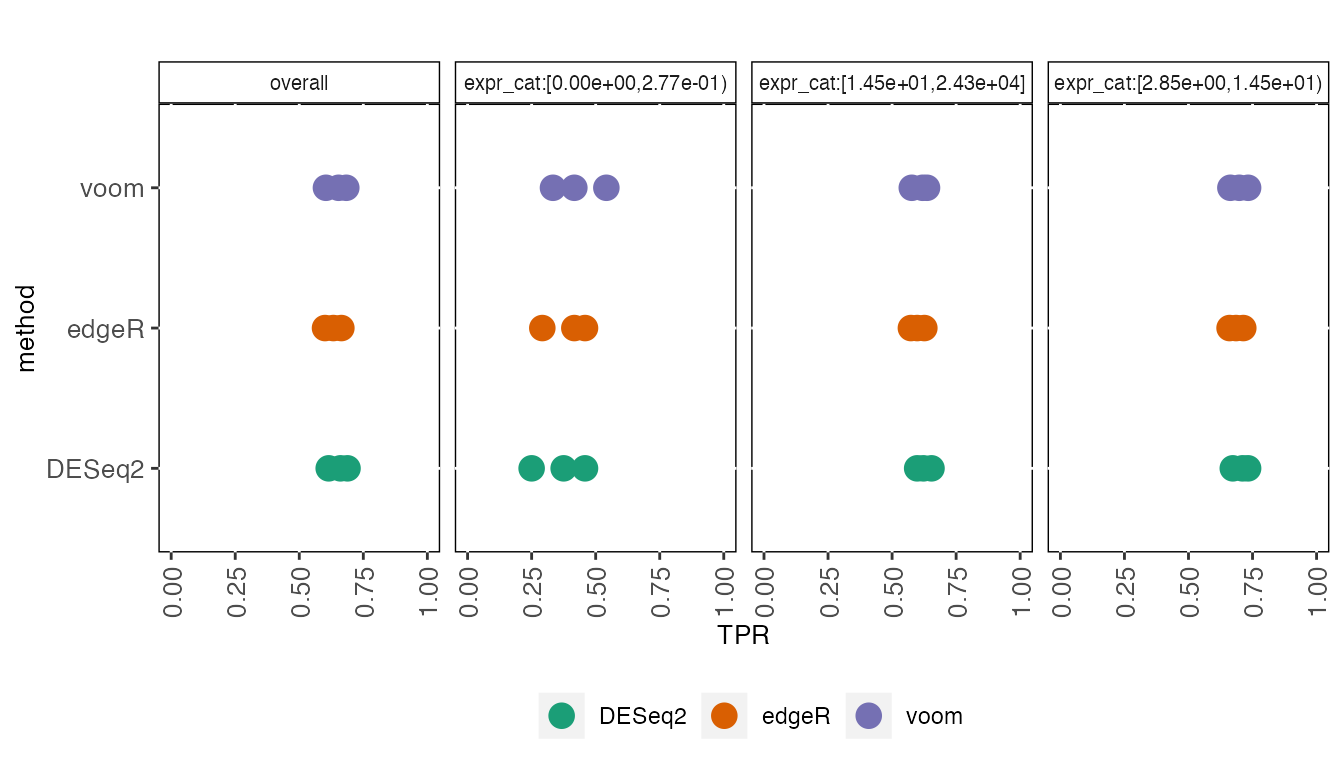 overall
expr_cat:[0.00e+00,2.77e-01)
expr_cat:[1.45e+01,2.43e+04]
expr_cat:[2.85e+00,1.45e+01)
method
voom
edgeR
DESeq2
0.00 0.25 0.50 0.75 1.00
0.00 0.25 0.50 0.75 1.00
0.00 0.25 0.50 0.75 1.00
0.00 0.25 0.50 0.75 1.00
TPR
DESeq2 edgeR voom